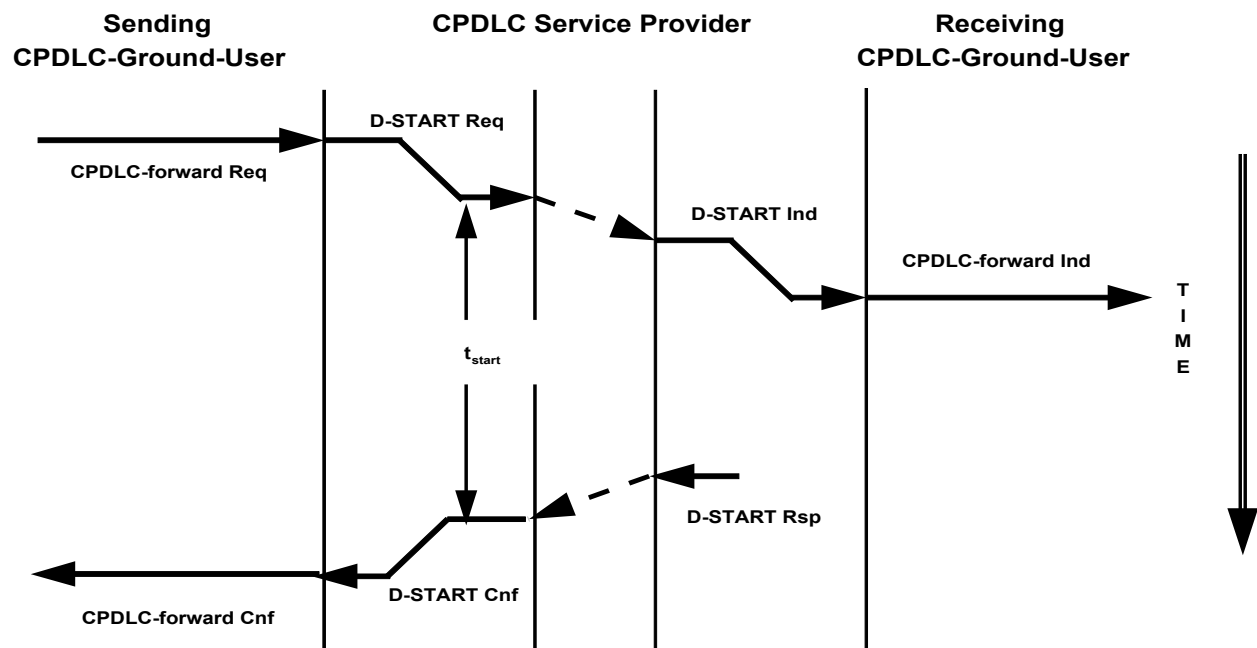 Sending
CPDLC-Ground-User
CPDLC Service Provider
Receiving
CPDLC-Ground-User
D-START Req
CPDLC-forward Req
D-START Ind
CPDLC-forward Ind
T
I
M
E
tstart
D-START Rsp
D-START Cnf
CPDLC-forward Cnf